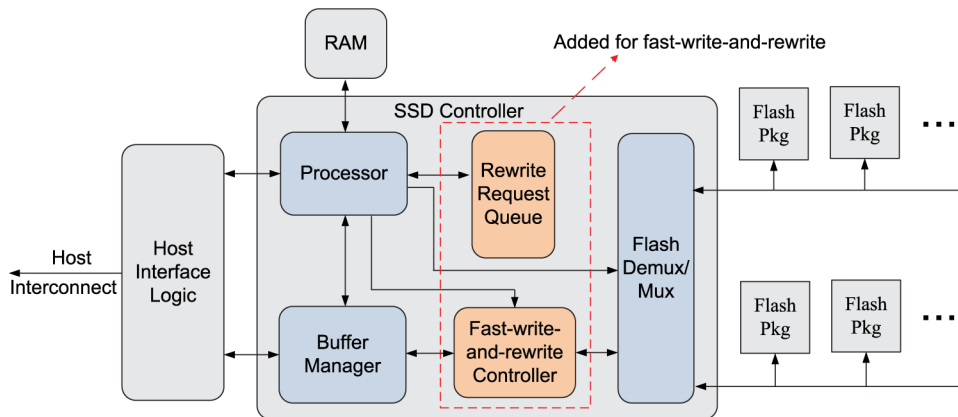 RAM
Added for fast-write-and-rewrite
SSD Controller
Flash
Pkg
Flash
Pkg
...
Processor
Rewrite
Request
Queue
Host
Interconnect
Host
Interface
Logic
Flash
Demux/
Mux
Buffer
Manager
Fast-write-
and-rewrite
Controller
Flash
Pkg
Flash
Pkg
...